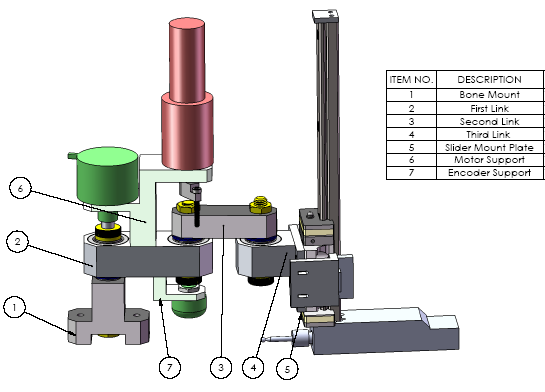 ITEM NO. DESCRIPTION
1 Bone Mount
2 First Link
3 Second Link
4 Third Link
5 Slider Mount Plate
6 Motor Support
7 Encoder Support
6
2
1
7
3
4
5